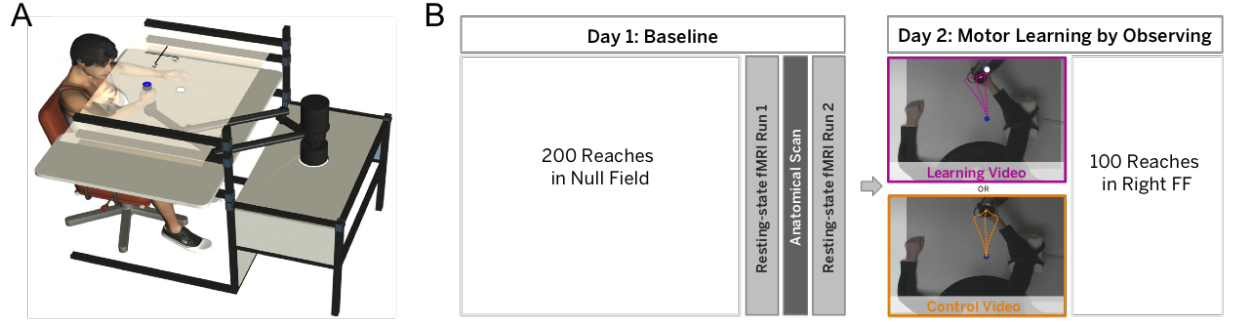 A
B
Day 1: Baseline
200 Reaches
in Null Field
Resting-state fMRI Run 1
Anatomical Scan
Resting-state fMRI Run 2
Day 2: Motor Learning by Observing
Learning Video
OR
Control Video
100 Reaches
in Right FF